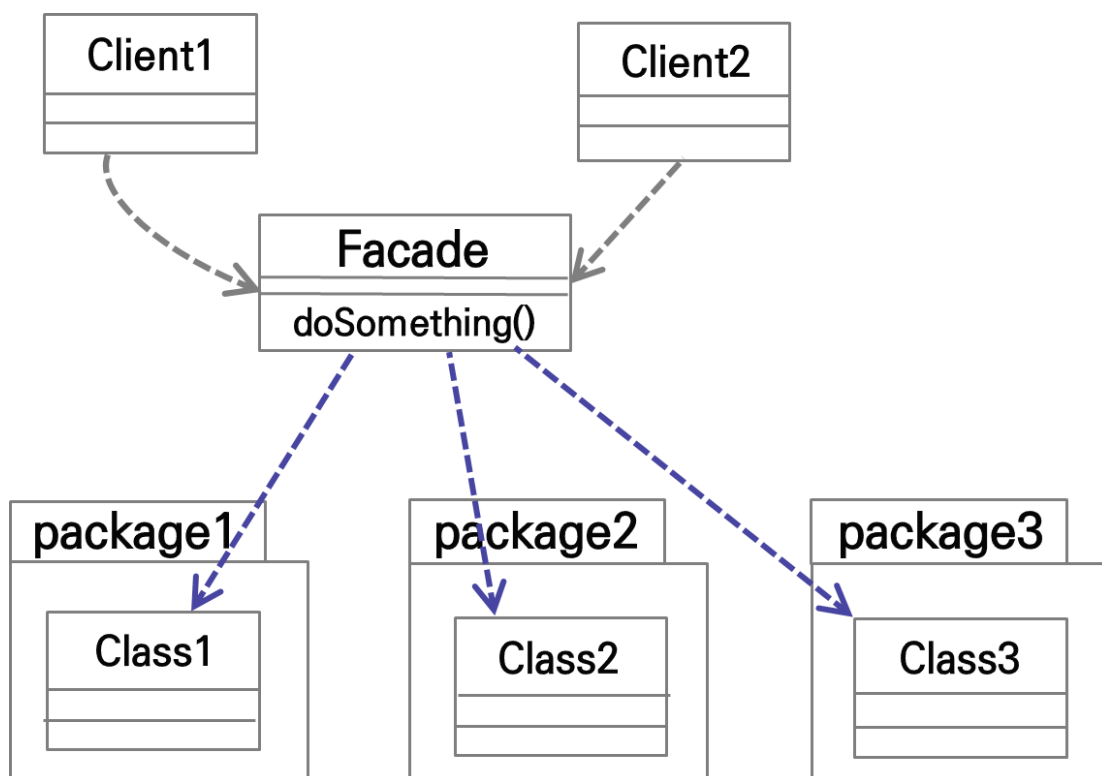 Client1
Client2
Facade
doSomething()
package1
package2
package3
Class1
Class2
Class3